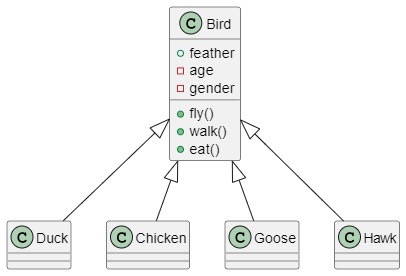 C Bird
feather
age
gender
fly()
walk()
eat()
C Duck
C Chicken
C Goose
C Hawk